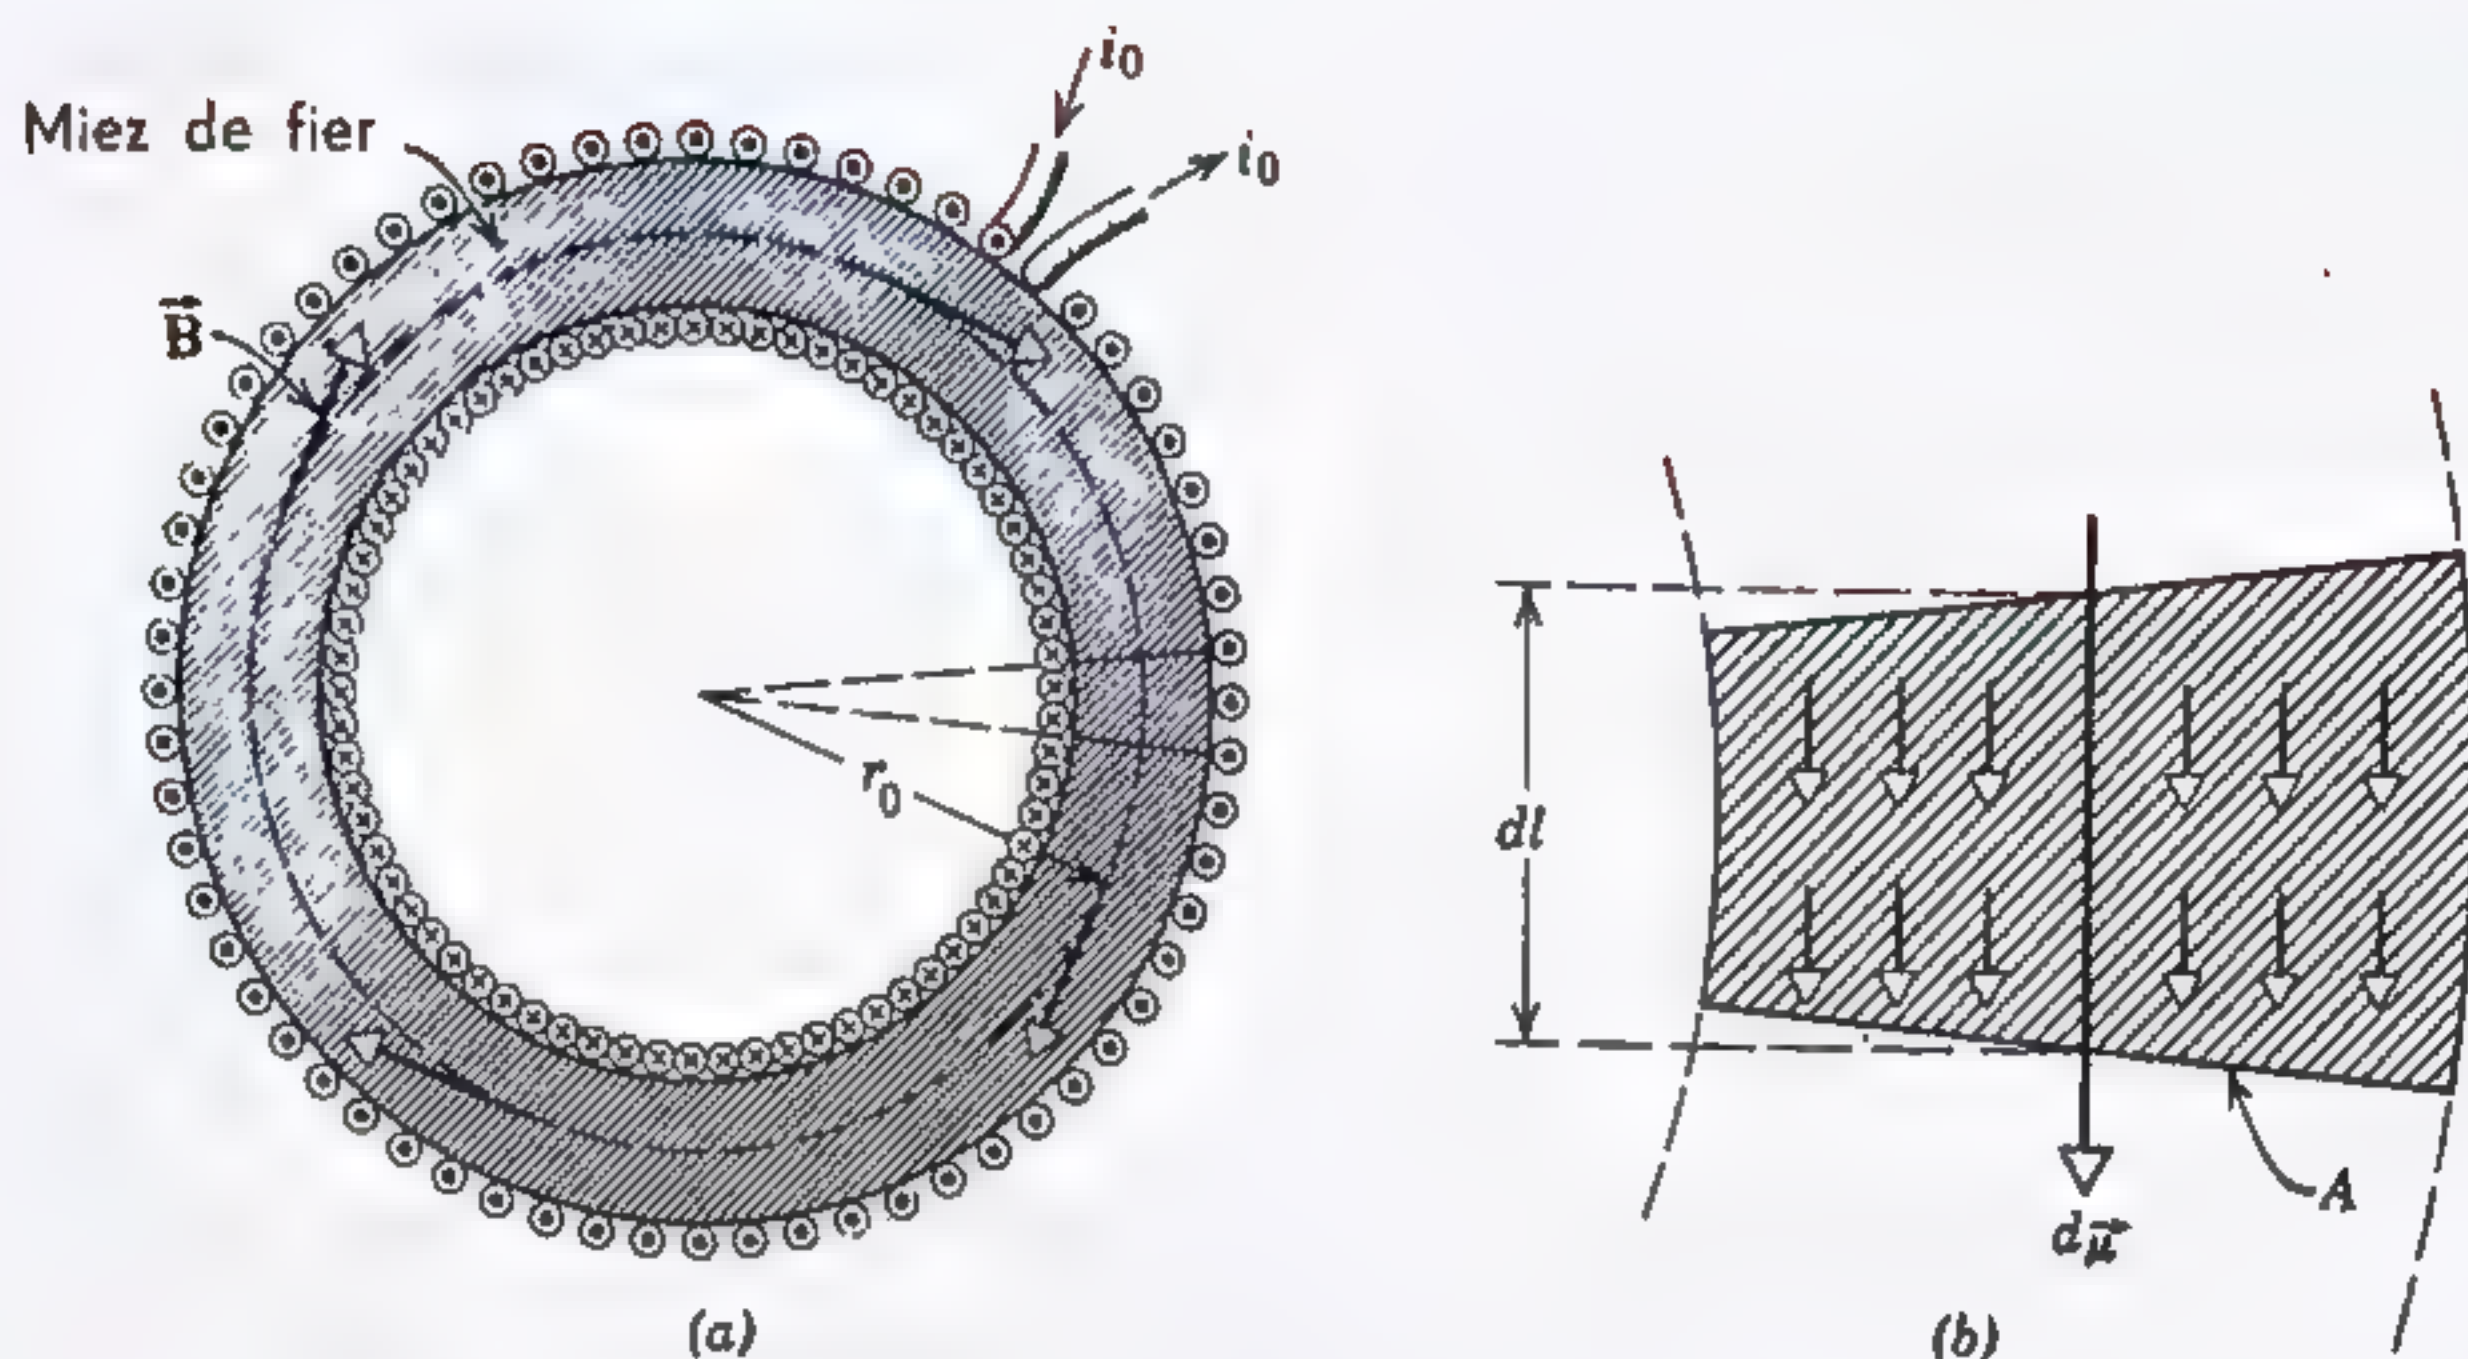 i₀
Miez de fier
i₀
B⃗
r₀
dl
A
dμ⃗
(a)
(b)